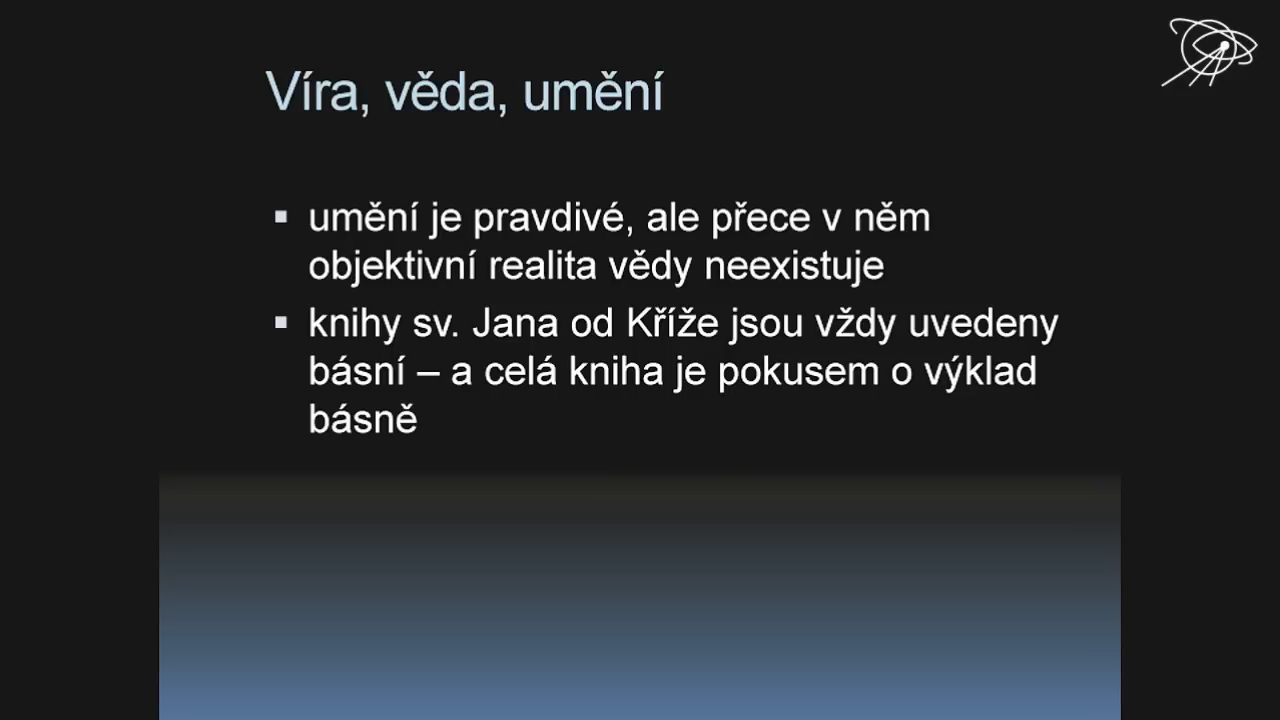 Víra, věda, umění
▪ umění je pravdivé, ale přece v něm
objektivní realita vědy neexistuje
▪ knihy sv. Jana od Kříže jsou vždy uvedeny
básní – a celá kniha je pokusem o výklad
básně